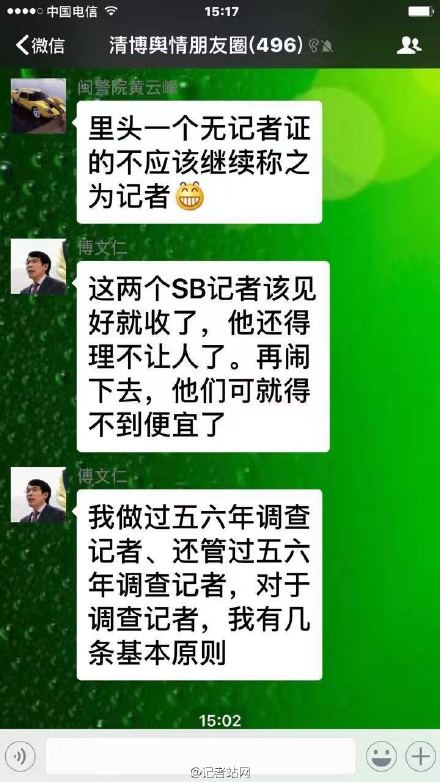 中国电信 15:17
微信 清博舆情朋友圈(496)
闽警院黄云峰
里头一个无记者证
的不应该继续称之
为记者😁
傅文仁
这两个SB记者该见
好就收了，他还得
理不让人了。再闹
下去，他们可就得
不到便宜了
傅文仁
我做过五六年调查
记者、还管过五六
年调查记者，对于
调查记者，我有几
条基本原则
15:02
@记者站网